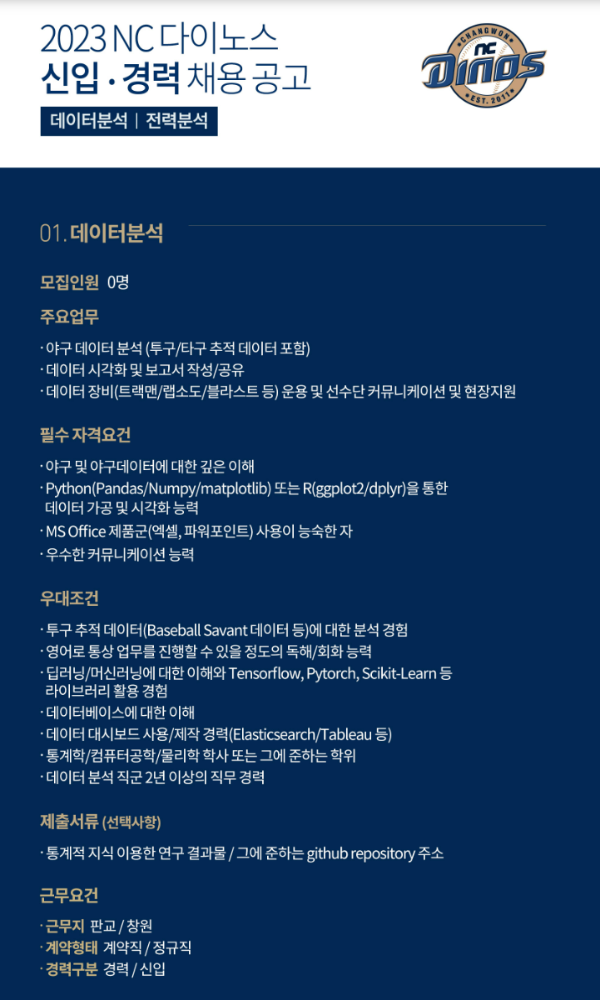 2023 NC 다이노스
신입 · 경력 채용 공고
데이터분석 | 전력분석
CHANGWON
NC
DINOS
EST. 2011
01. 데이터분석
모집인원 0명
주요업무
· 야구 데이터 분석 (투구/타구 추적 데이터 포함)
· 데이터 시각화 및 보고서 작성/공유
· 데이터 장비(트랙맨/랩소도/블라스트 등) 운용 및 선수단 커뮤니케이션 및 현장지원
필수 자격요건
· 야구 및 야구데이터에 대한 깊은 이해
· Python(Pandas/Numpy/matplotlib) 또는 R(ggplot2/dplyr)을 통한
데이터 가공 및 시각화 능력
· MS Office 제품군(엑셀, 파워포인트) 사용이 능숙한 자
· 우수한 커뮤니케이션 능력
우대조건
· 투구 추적 데이터(Baseball Savant 데이터 등)에 대한 분석 경험
· 영어로 통상 업무를 진행할 수 있을 정도의 독해/회화 능력
· 딥러닝/머신러닝에 대한 이해와 Tensorflow, Pytorch, Scikit-Learn 등
라이브러리 활용 경험
· 데이터베이스에 대한 이해
· 데이터 대시보드 사용/제작 경력(Elasticsearch/Tableau 등)
· 통계학/컴퓨터공학/물리학 학사 또는 그에 준하는 학위
· 데이터 분석 직군 2년 이상의 직무 경력
제출서류 (선택사항)
· 통계적 지식 이용한 연구 결과물 / 그에 준하는 github repository 주소
근무요건
· 근무지 판교 / 창원
· 계약형태 계약직 / 정규직
· 경력구분 경력 / 신입